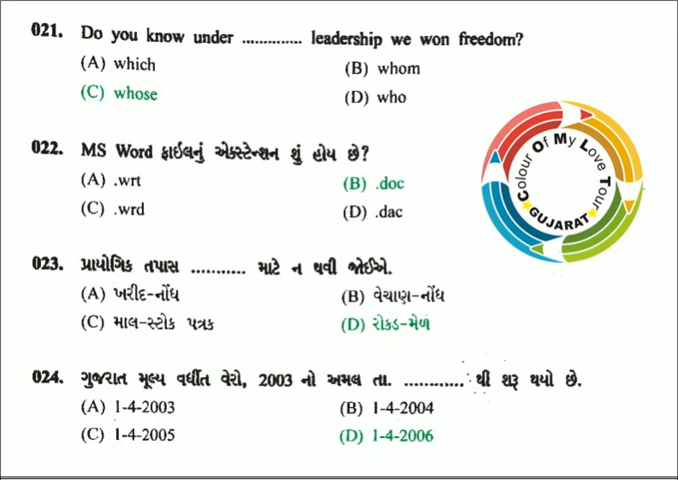 021. Do you know under .............. leadership we won freedom?
(A) which (B) whom
(C) whose (D) who
022. MS Word ફાઇલનું એક્સ્ટેન્શન શું હોય છે?
(A) .wrt (B) .doc
(C) .wrd (D) .dac
Colour Of My Love Tour
GUJARAT
023. પ્રાયોગિક તપાસ ........... માટે ન થવી જોઈએ.
(A) ખરીદ-નોંધ (B) વેચાણ-નોંધ
(C) માલ-સ્ટોક પત્રક (D) રોકડ-મેળ
024. ગુજરાત મૂલ્ય વર્ધીત વેરો, 2003 નો અમલ તા. ............ થી શરૂ થયો છે.
(A) 1-4-2003 (B) 1-4-2004
(C) 1-4-2005 (D) 1-4-2006